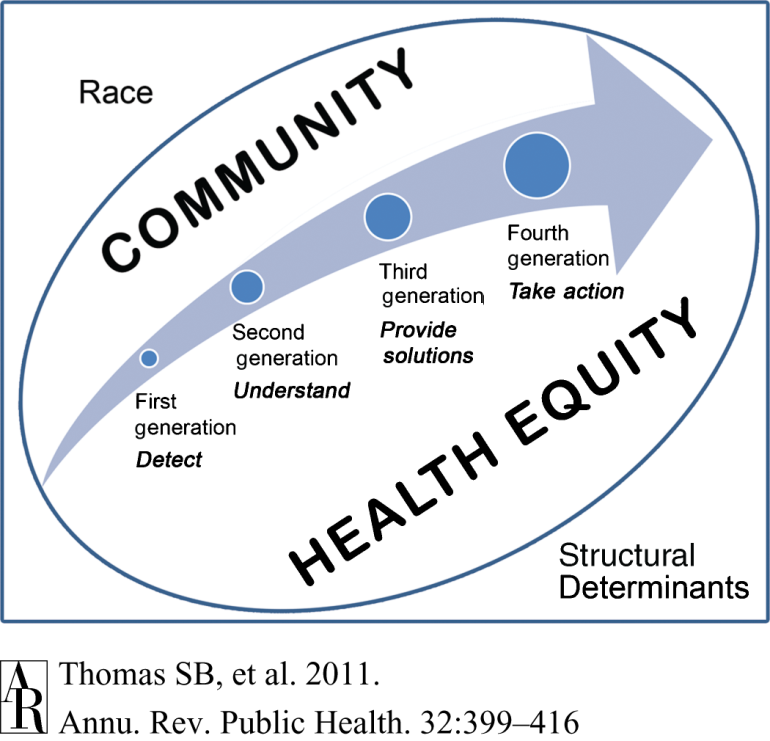 Race
COMMUNITY
First
generation
Detect
Second
generation
Understand
Third
generation
Provide
solutions
Fourth
generation
Take action
HEALTH EQUITY
Structural
Determinants
AR
Thomas SB, et al. 2011.
Annu. Rev. Public Health. 32:399–416